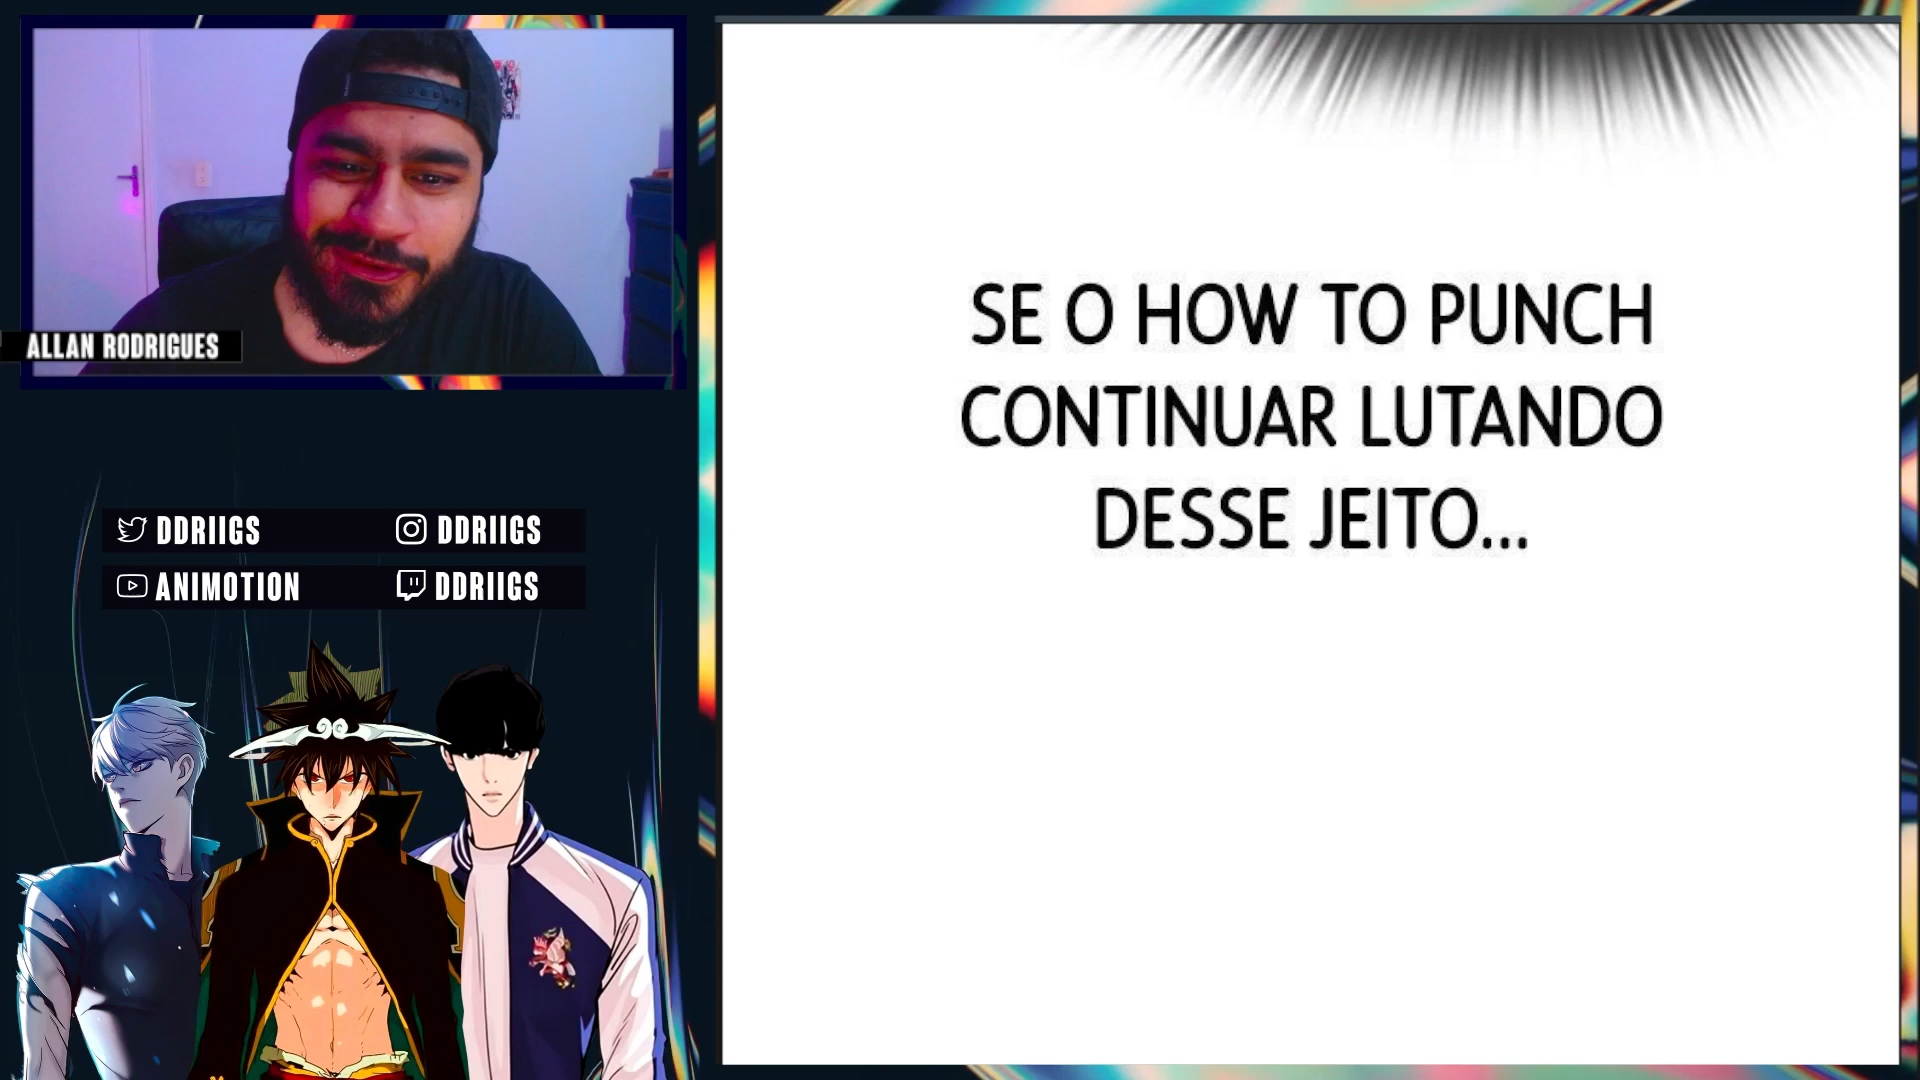 ALLAN RODRIGUES
DDRIIGS
DDRIIGS
ANIMOTION
DDRIIGS
SE O HOW TO PUNCH
CONTINUAR LUTANDO
DESSE JEITO...